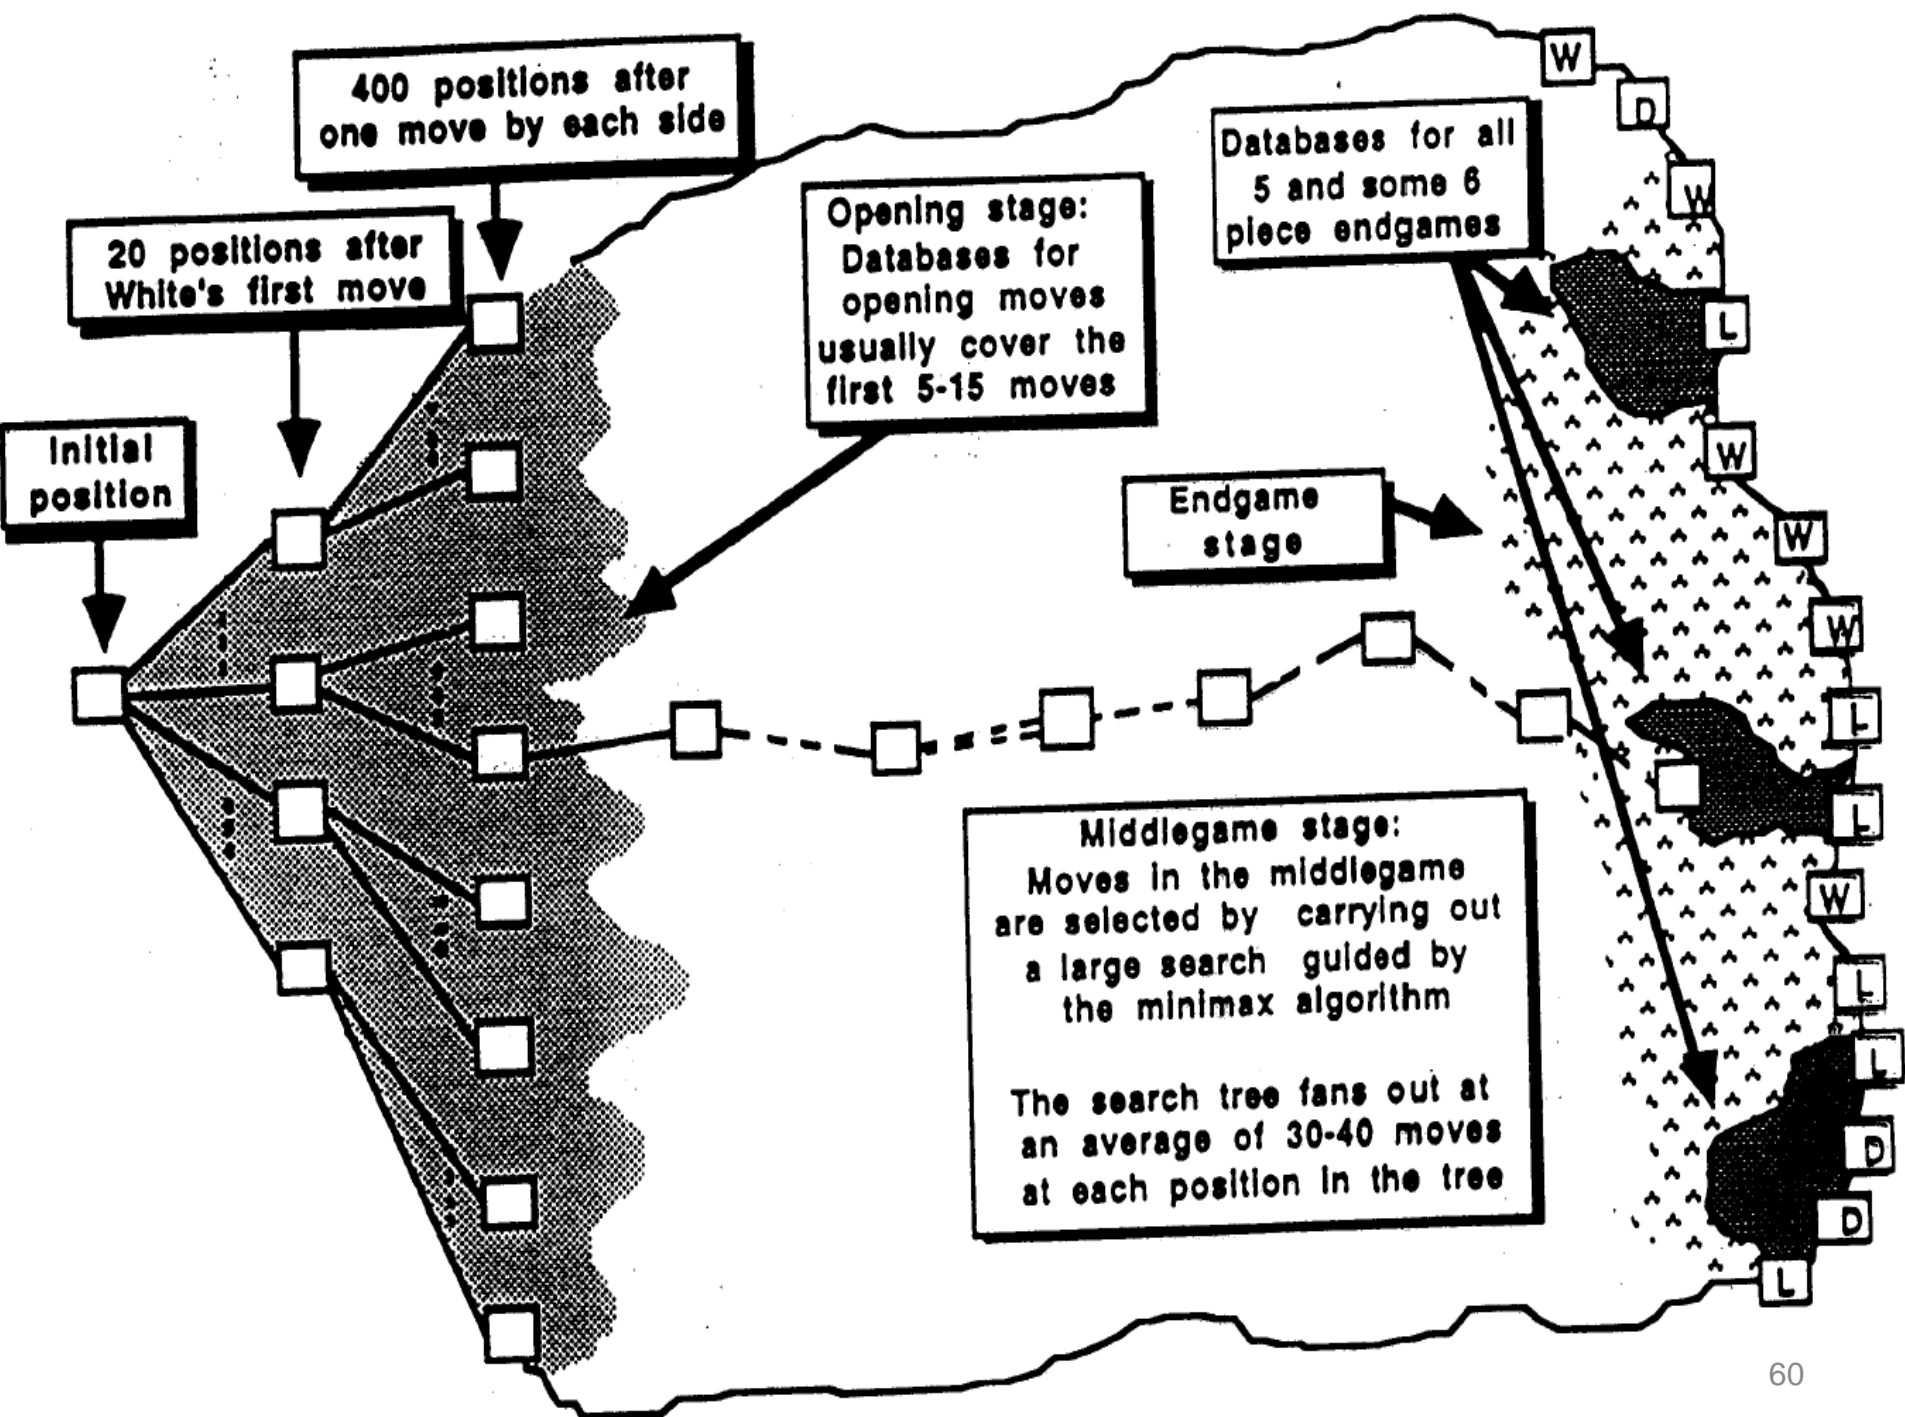 400 positions after
one move by each side
20 positions after
White's first move
Initial
position
Opening stage:
Databases for
opening moves
usually cover the
first 5-15 moves
Databases for all
5 and some 6
piece endgames
Endgame
stage
Middlegame stage:
Moves in the middlegame
are selected by carrying out
a large search guided by
the minimax algorithm
The search tree fans out at
an average of 30-40 moves
at each position in the tree
W
D
W
L
W
W
W
L
L
W
L
L
D
D
L
60